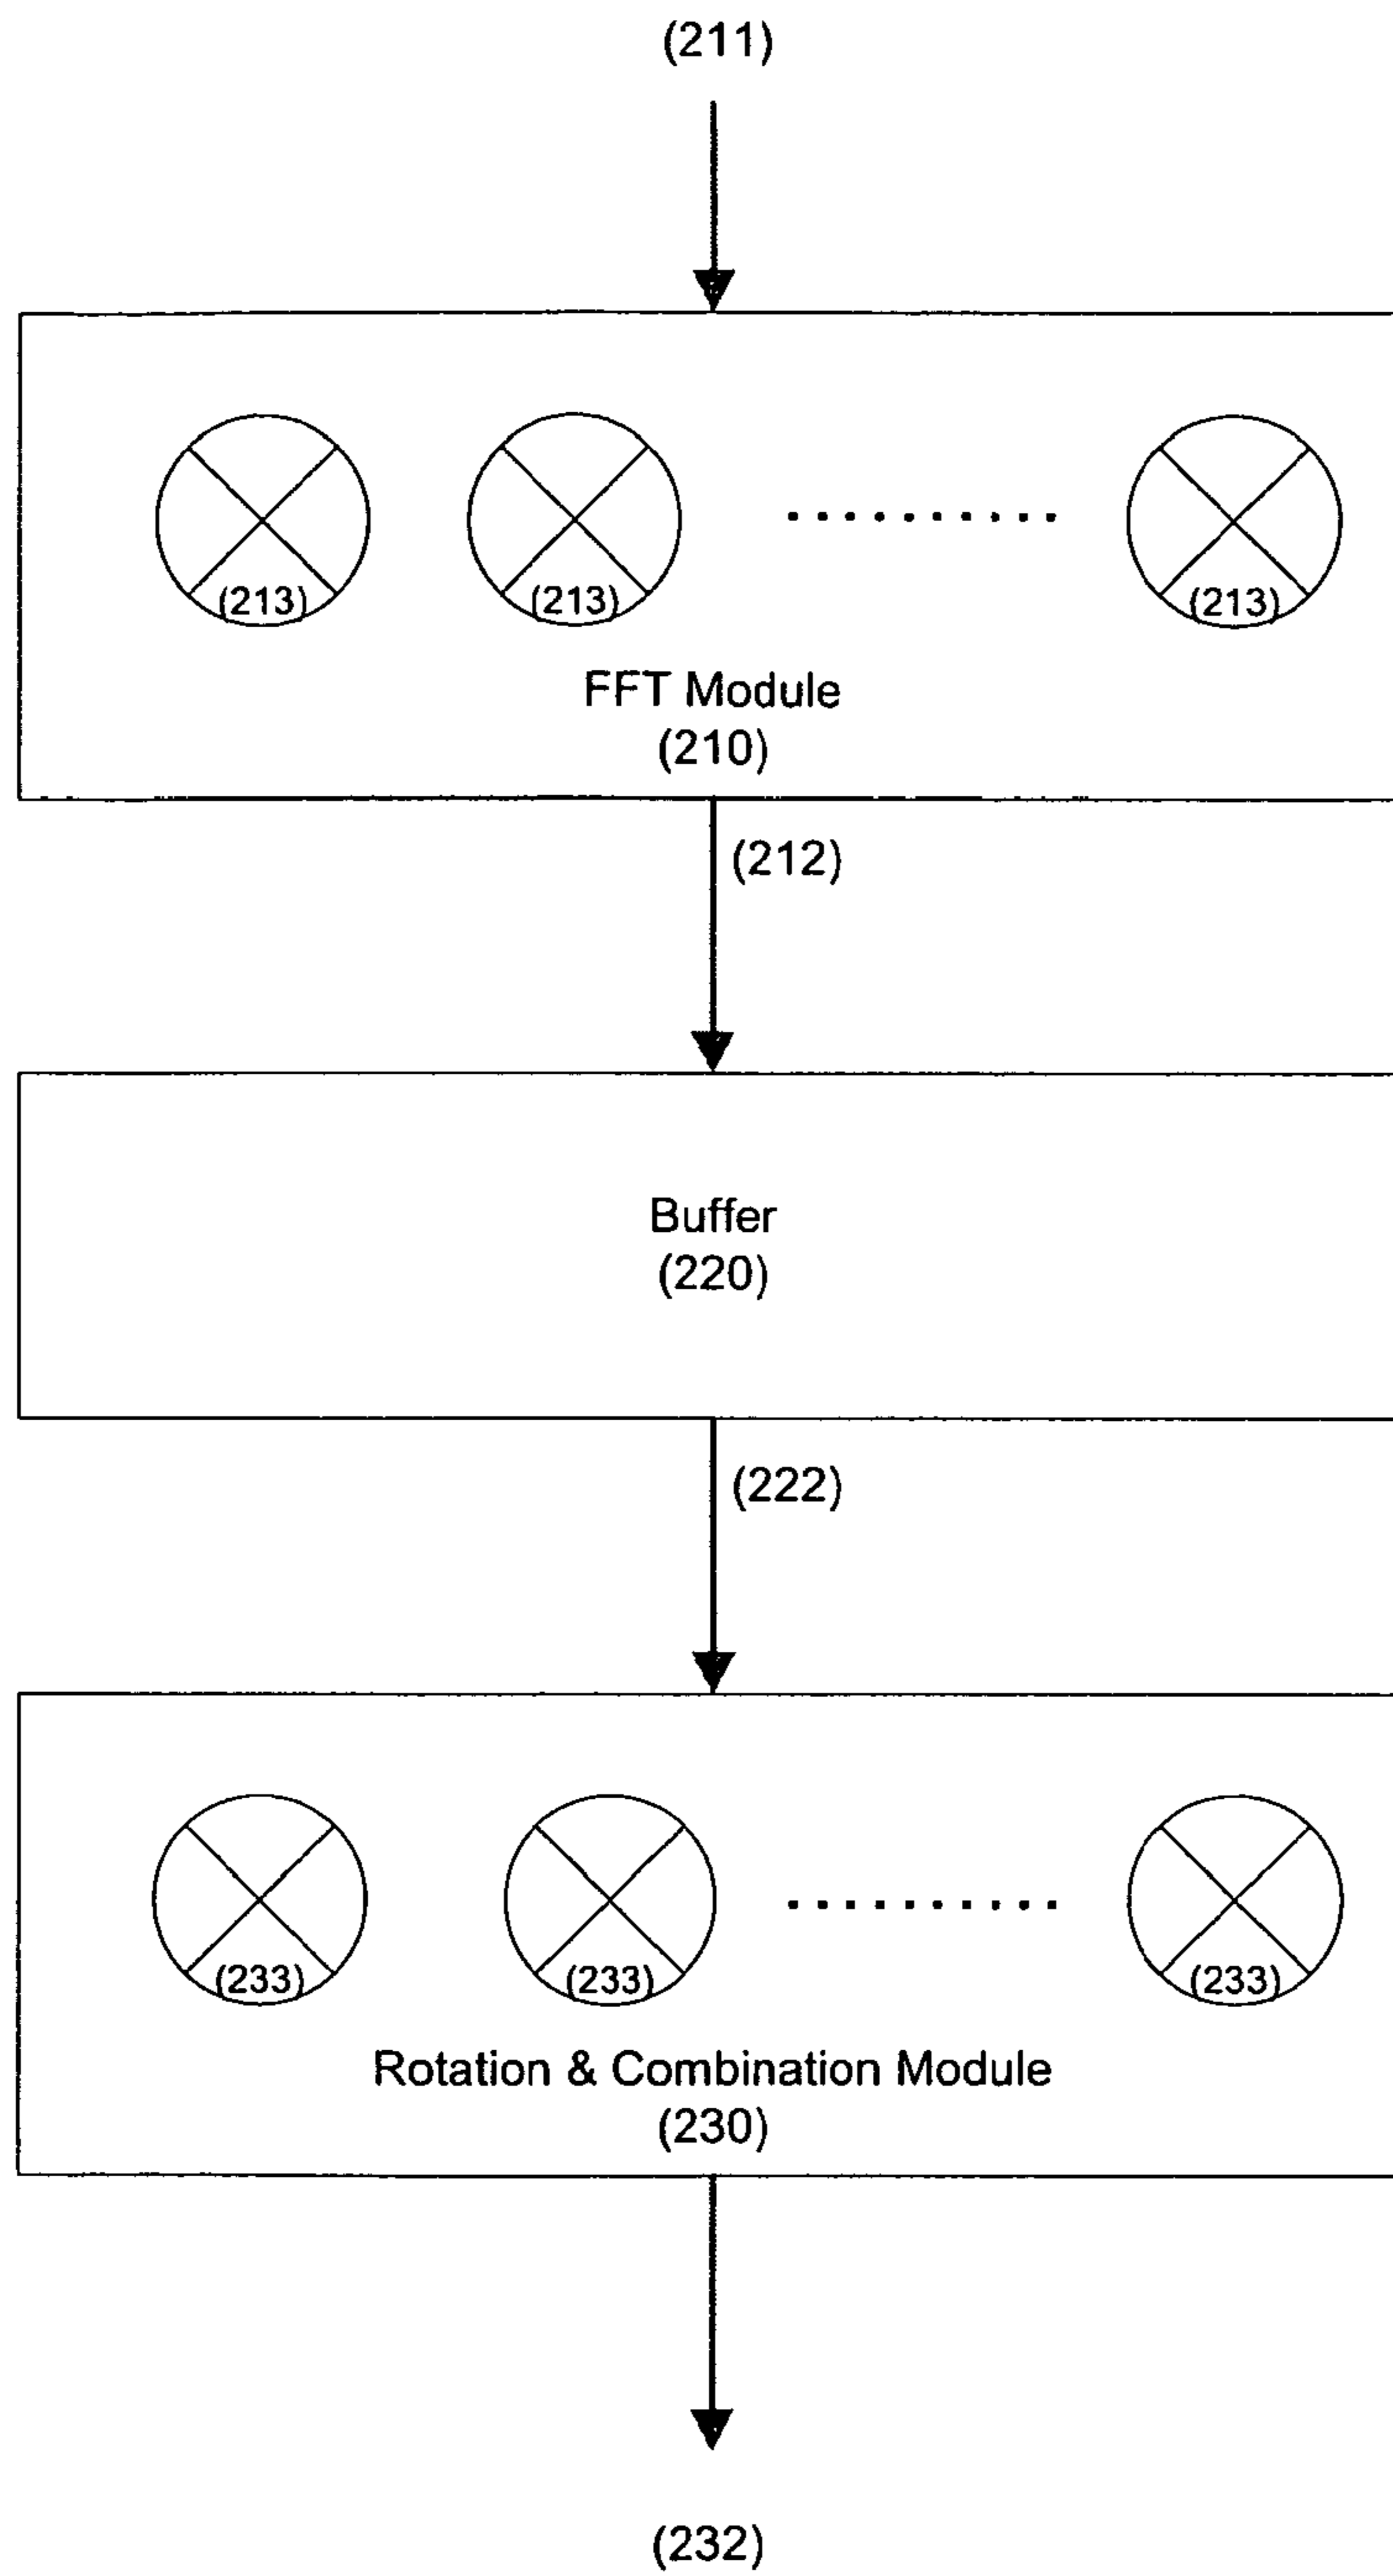 (211)
(213) (213) (213)
FFT Module
(210)
(212)
Buffer
(220)
(222)
(233) (233) (233)
Rotation & Combination Module
(230)
(232)